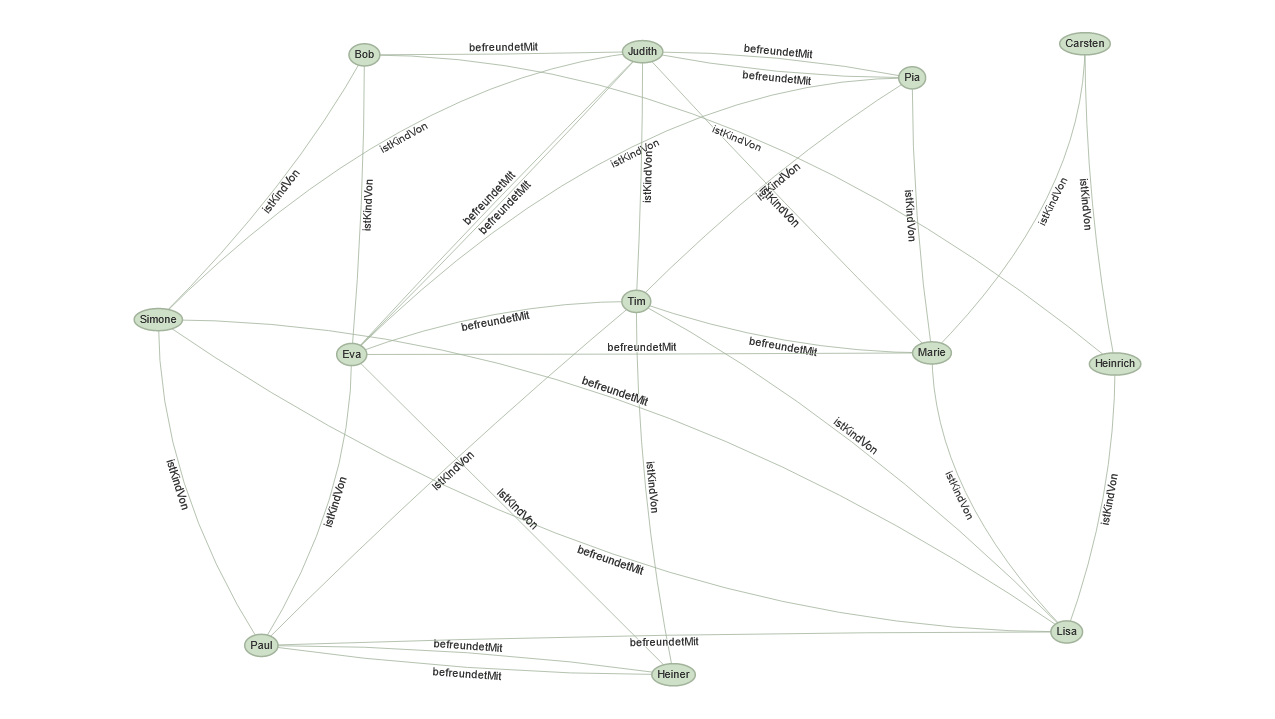 Carsten
befreundetMit
Judith
Bob
befreundetMit
Pia
befreundetMit
istKindVon
istKindVon
istKindVon
istKindVon
istKindVon
istKindVon
befreundetMit
befreundetMit
istKindVon
istKindVon
istKindVon
istKindVon
istKindVon
istKindVon
Tim
Simone
befreundetMit
befreundetMit
befreundetMit
Eva
Marie
Heinrich
befreundetMit
istKindVon
istKindVon
istKindVon
istKindVon
istKindVon
istKindVon
istKindVon
istKindVon
befreundetMit
Lisa
befreundetMit
Paul
befreundetMit
befreundetMit
Heiner